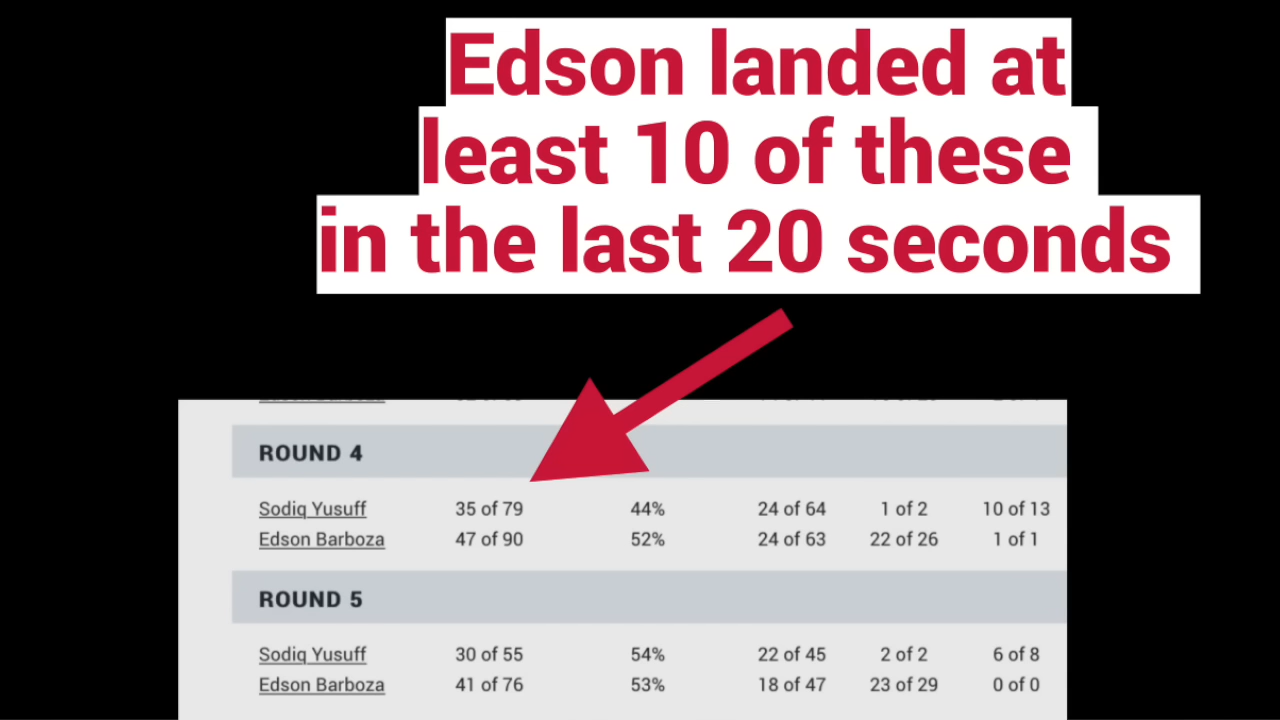 Edson landed at
least 10 of these
in the last 20 seconds
ROUND 4
Sodiq Yusuff 35 of 79 44% 24 of 64 1 of 2 10 of 13
Edson Barboza 47 of 90 52% 24 of 63 22 of 26 1 of 1
ROUND 5
Sodiq Yusuff 30 of 55 54% 22 of 45 2 of 2 6 of 8
Edson Barboza 41 of 76 53% 18 of 47 23 of 29 0 of 0